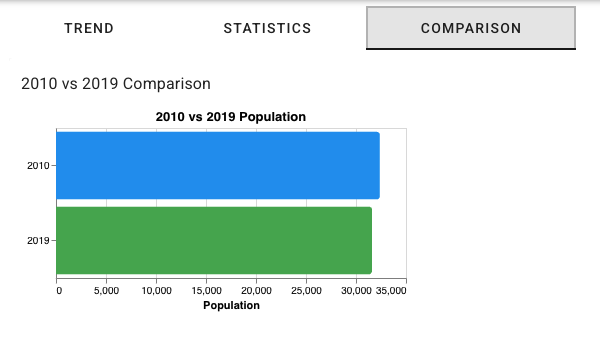 TREND STATISTICS COMPARISON
2010 vs 2019 Comparison
2010 vs 2019 Population
2010
2019
0 5,000 10,000 15,000 20,000 25,000 30,000 35,000
Population